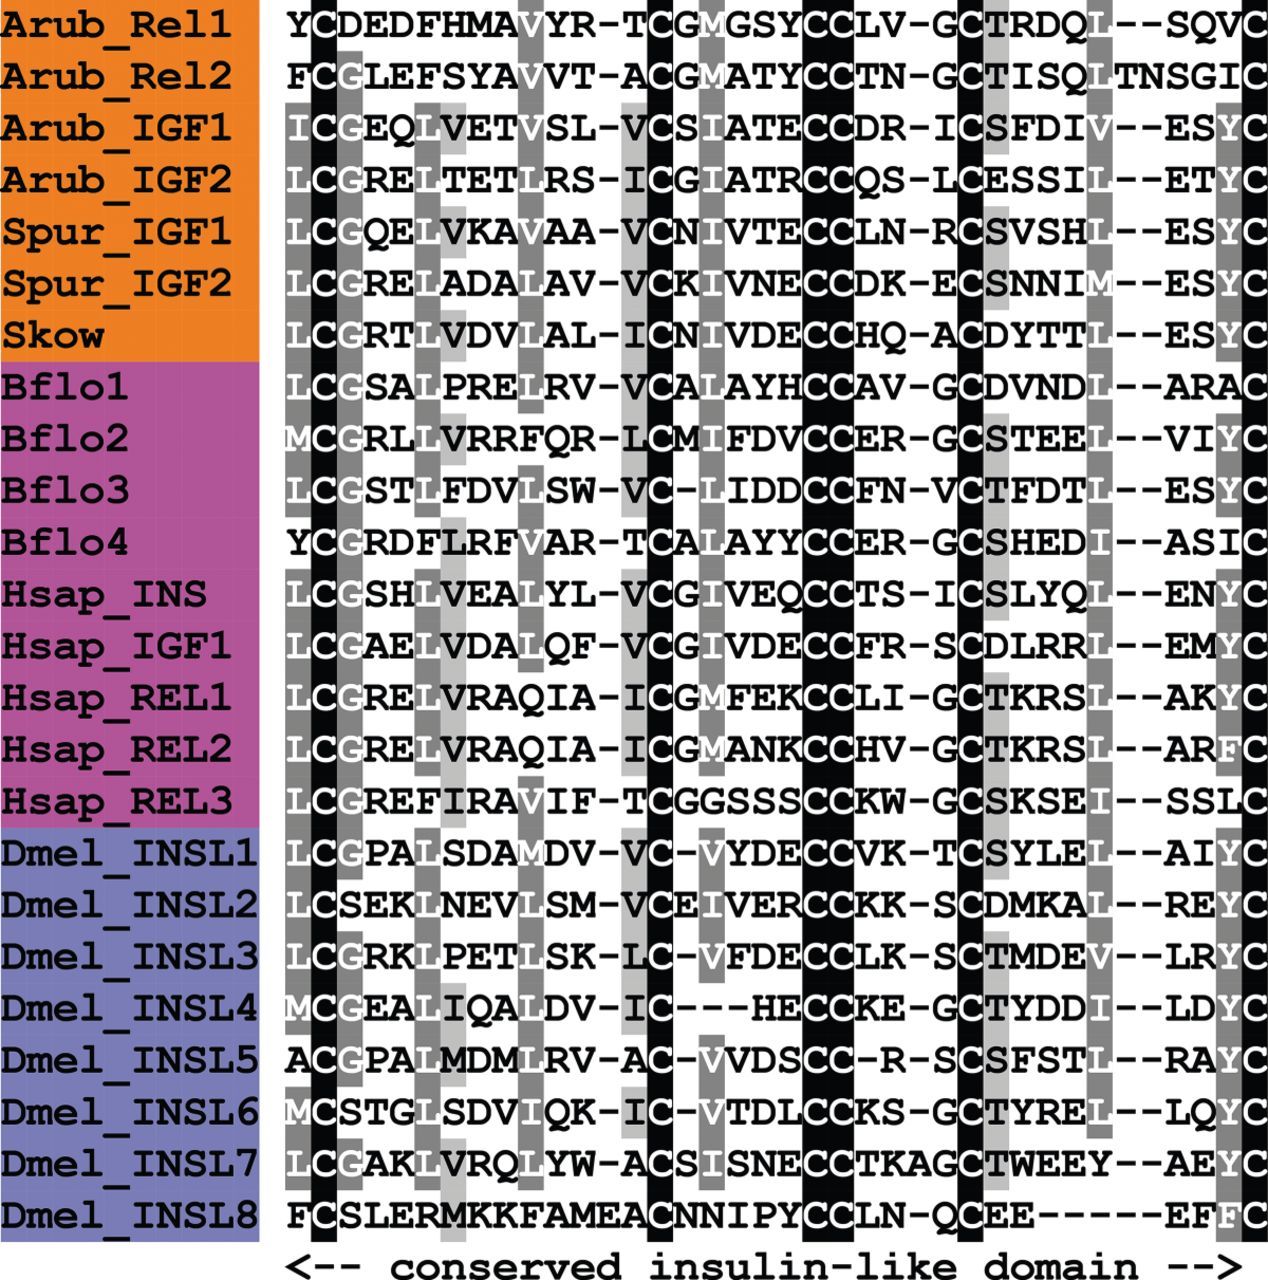 Arub_Rel1 YCDEDFHMAVYR-TCGMGSYCCLV-GCTRDQL--SQVC
Arub_Rel2 FCGLEFSYAVVT-ACGMATYCCTN-GCTISQLTNSGIC
Arub_IGF1 ICGEQLVETVSL-VCSIATECCDR-ICSFDIV--ESYC
Arub_IGF2 LCGRELTETLRS-ICGIATRCCQS-LCESSIL--ETYC
Spur_IGF1 LCGQELVKAVAA-VCNIVTECCLN-RCSVSHL--ESYC
Spur_IGF2 LCGRELADALAV-VCKIVNECCDK-ECSNNIM--ESYC
Skow LCGRTLVDVLAL-ICNIVDECCHQ-ACDYTTL--ESYC
Bflo1 LCGSALPRELRV-VCALAYHCCAV-GCDVNDL--ARAC
Bflo2 MCGRLLVRRFQR-LCMIFDVCCER-GCSTEEL--VIYC
Bflo3 LCGSTLFDVLSW-VC-LIDDCCFN-VCTFDTL--ESYC
Bflo4 YCGRDFLRFVAR-TCALAYYCCER-GCSHEDI--ASIC
Hsap_INS LCGSHLVEALYL-VCGIVEQCCTS-ICSLYQL--ENYC
Hsap_IGF1 LCGAELVDALQF-VCGIVDECCFR-SCDLRRL--EMYC
Hsap_REL1 LCGRELVRAQIA-ICGMFEKCCLI-GCTKRSL--AKYC
Hsap_REL2 LCGRELVRAQIA-ICGMANKCCHV-GCTKRSL--ARFC
Hsap_REL3 LCGREFIRAVIF-TCGGSSSCCKW-GCSKSEI--SSLC
Dmel_INSL1 LCGPALSDAMDV-VC-VYDECCVK-TCSYLEL--AIYC
Dmel_INSL2 LCSEKLNEVLSM-VCEIVERCCKK-SCDMKAL--REYC
Dmel_INSL3 LCGRKLPETLSK-LC-VFDECCLK-SCTMDEV--LRYC
Dmel_INSL4 MCGEALIQALDV-IC---HECCKE-GCTYDDI--LDYC
Dmel_INSL5 ACGPALMDMLRV-AC-VVDSCC-R-SCSFSTL--RAYC
Dmel_INSL6 MCSTGLSDVIQK-IC-VTDLCCKS-GCTYREL--LQYC
Dmel_INSL7 LCGAKLVRQLYW-ACSISNECCTKAGCTWEEY--AEYC
Dmel_INSL8 FCSLERMKKFAMEACNNIPYCCLN-QCEE-----EFFC
<-- conserved insulin-like domain -->